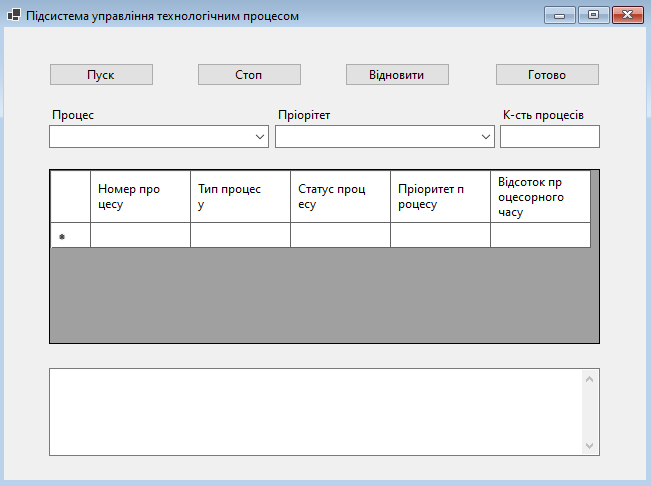 Підсистема управління технологічним процесом
Пуск
Стоп
Відновити
Готово
Процес
Пріорітет
К-сть процесів
Номер про
цесу
Тип процес
у
Статус проц
есу
Пріоритет п
роцесу
Відсоток пр
оцесорного
часу